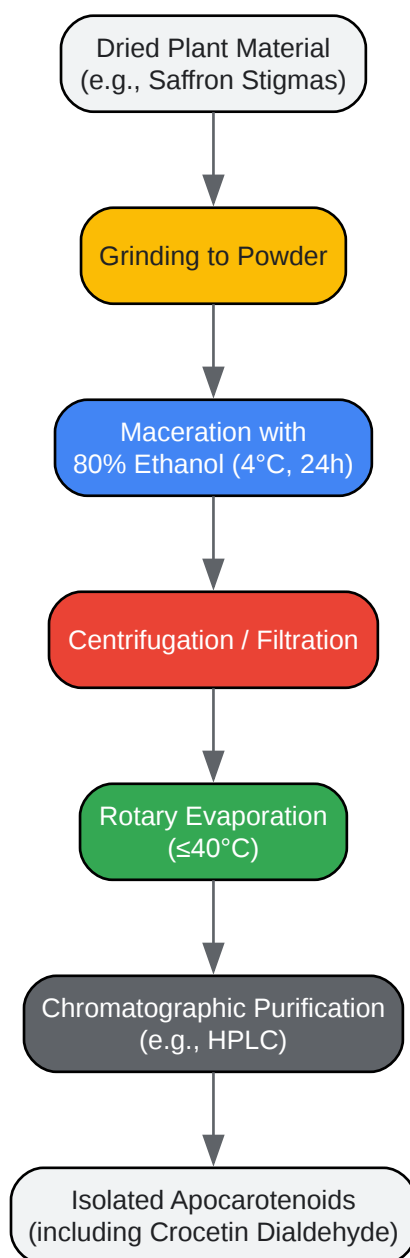 Dried Plant Material
(e.g., Saffron Stigmas)
Grinding to Powder
Maceration with
80% Ethanol (4°C, 24h)
Centrifugation / Filtration
Rotary Evaporation
(≤40°C)
Chromatographic Purification
(e.g., HPLC)
Isolated Apocarotenoids
(including Crocetin Dialdehyde)